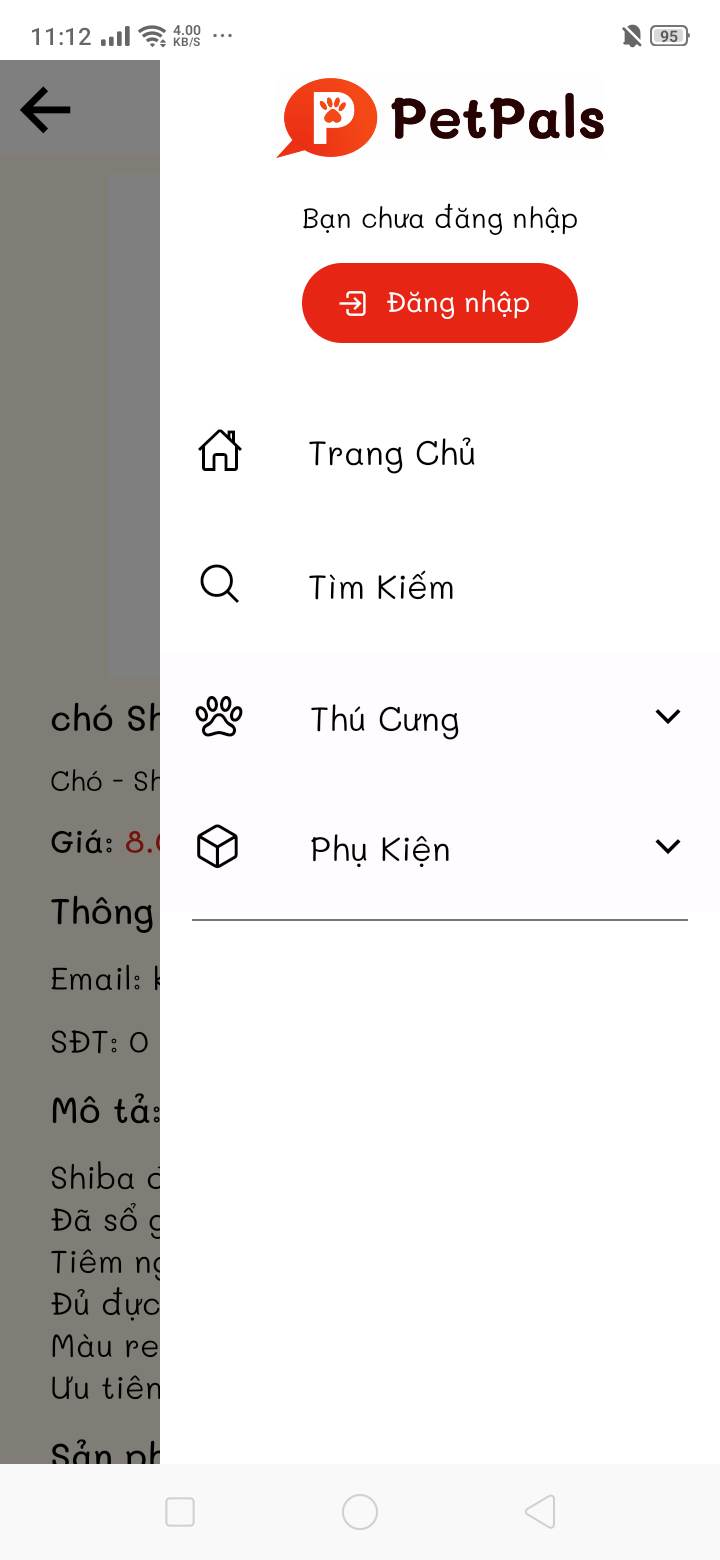 11:12 4.00 KB/S ... 95
PetPals
Bạn chưa đăng nhập
Đăng nhập
Trang Chủ
Tìm Kiếm
Thú Cưng
Phụ Kiện
chó Sh
Chó - Sh
Giá: 8.
Thông
Email: k
SĐT: 0
Mô tả:
Shiba
Đã sổ g
Tiêm ng
Đủ đực
Màu re
Ưu tiên
Sản ph